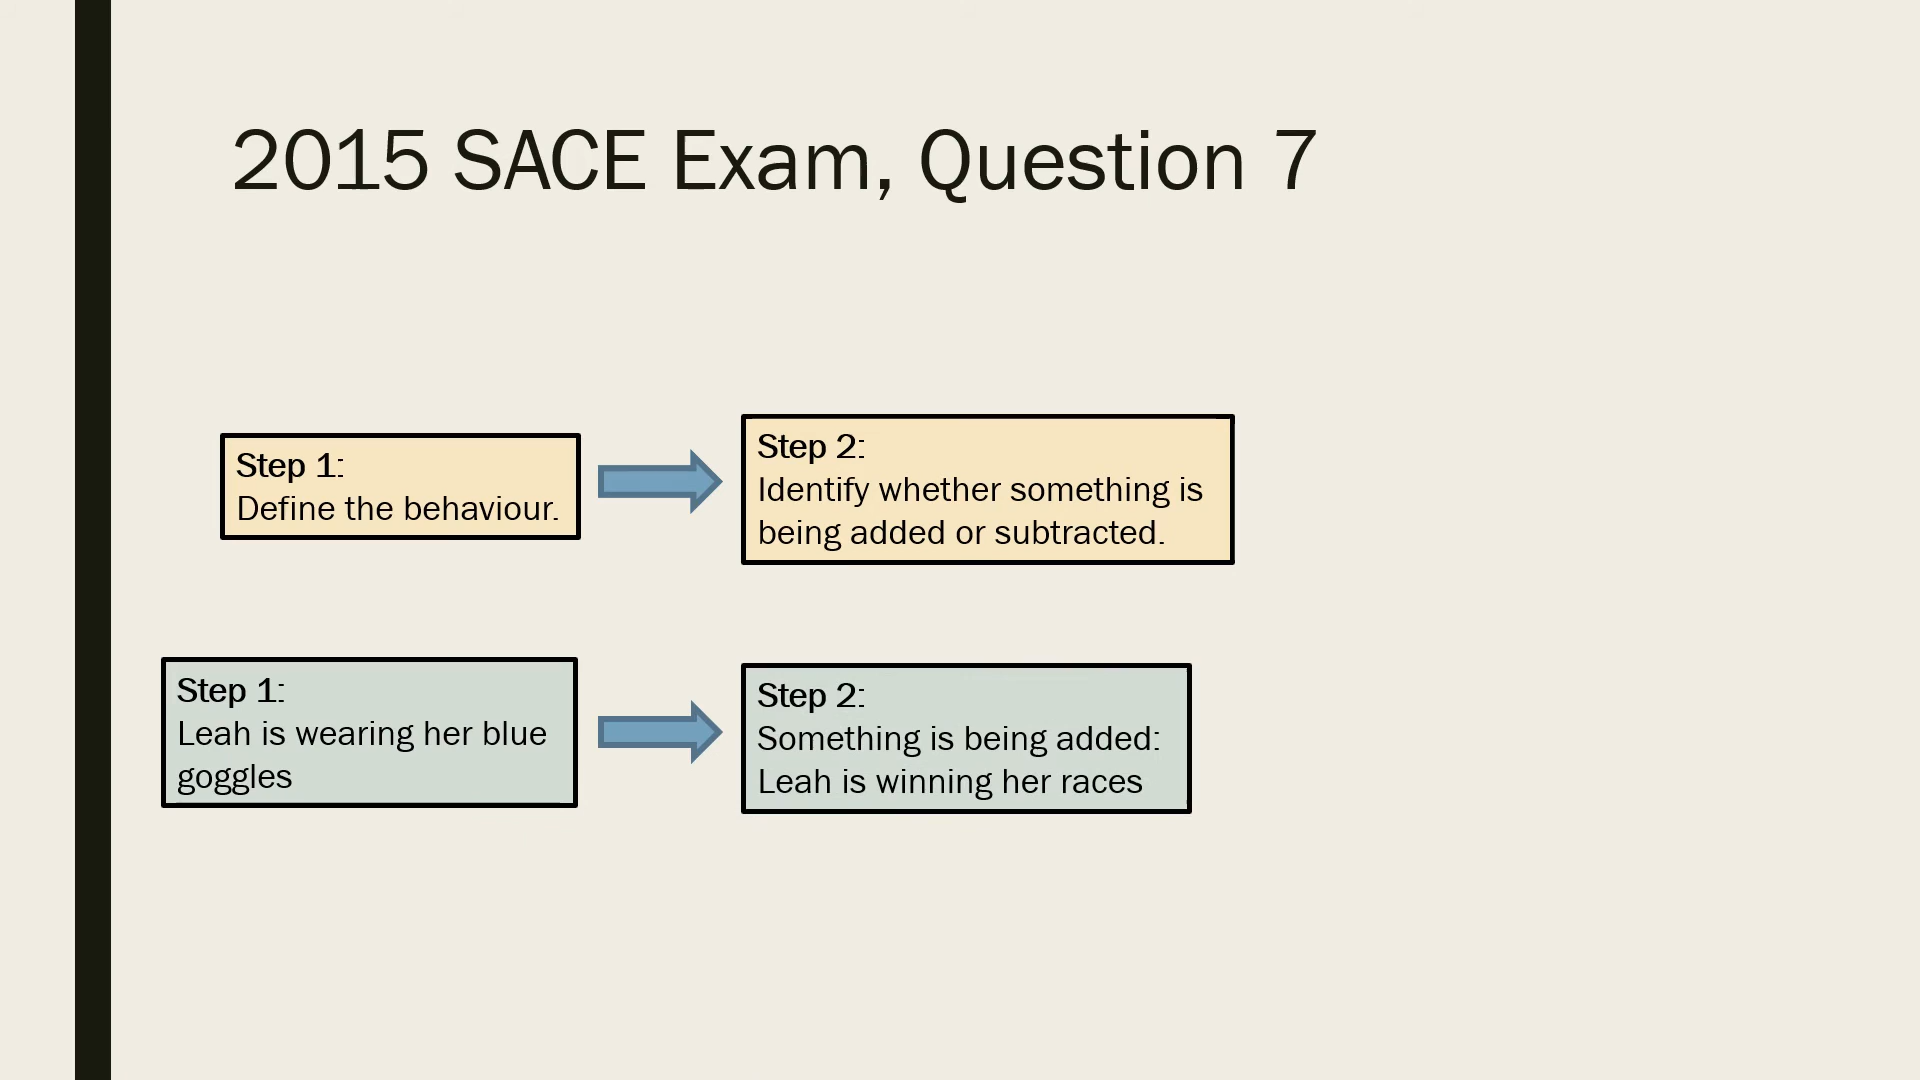 2015 SACE Exam, Question 7
Step 1:
Define the behaviour.
Step 2:
Identify whether something is
being added or subtracted.
Step 1:
Leah is wearing her blue
goggles
Step 2:
Something is being added:
Leah is winning her races